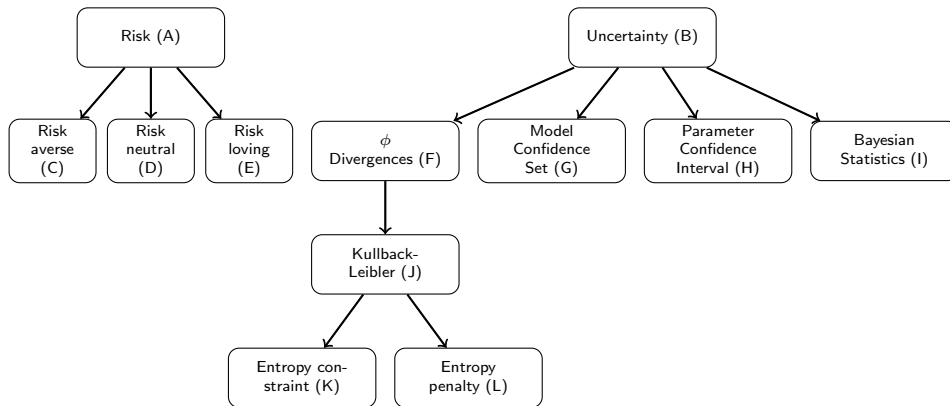 Risk (A)
Uncertainty (B)
Risk
averse
(C)
Risk
neutral
(D)
Risk
loving
(E)
ϕ
Divergences (F)
Model
Confidence
Set (G)
Parameter
Confidence
Interval (H)
Bayesian
Statistics (I)
Kullback-
Leibler (J)
Entropy con-
straint (K)
Entropy
penalty (L)